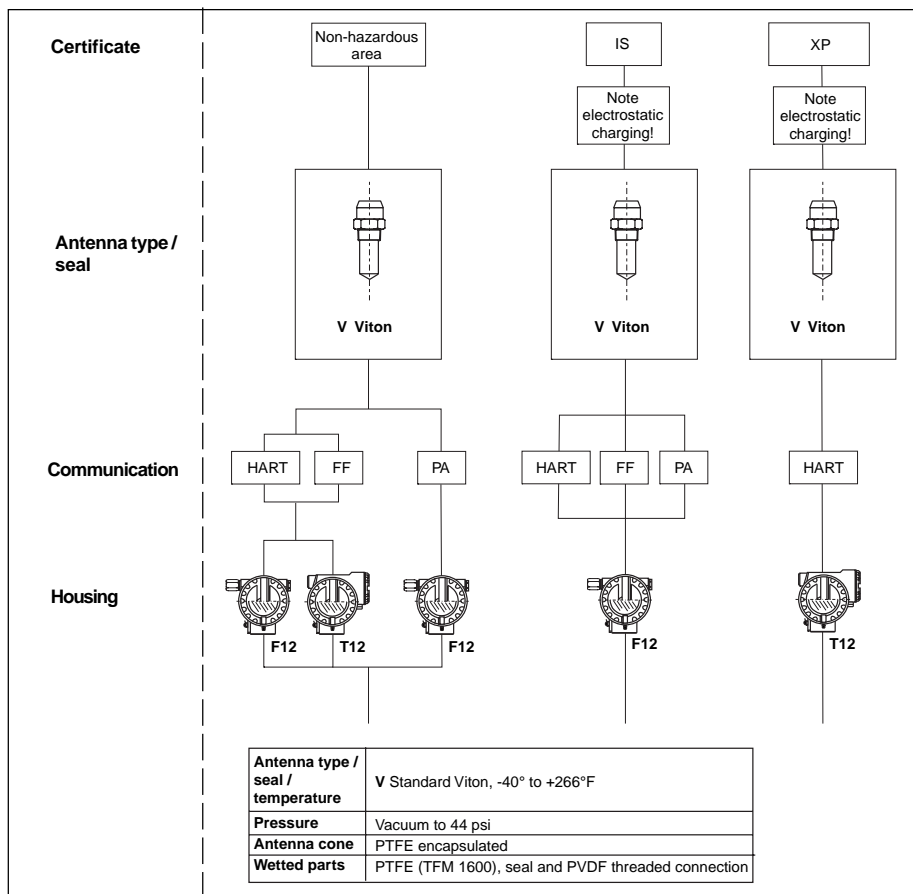 Certificate
Non-hazardous
area
IS
XP
Note
electrostatic
charging!
Note
electrostatic
charging!
Antenna type /
seal
V Viton
V Viton
V Viton
Communication
HART
FF
PA
HART
FF
PA
HART
Housing
F12
T12
F12
F12
T12
Antenna type /
seal /
temperature
V Standard Viton, -40° to +266°F
Pressure
Vacuum to 44 psi
Antenna cone
PTFE encapsulated
Wetted parts
PTFE (TFM 1600), seal and PVDF threaded connection